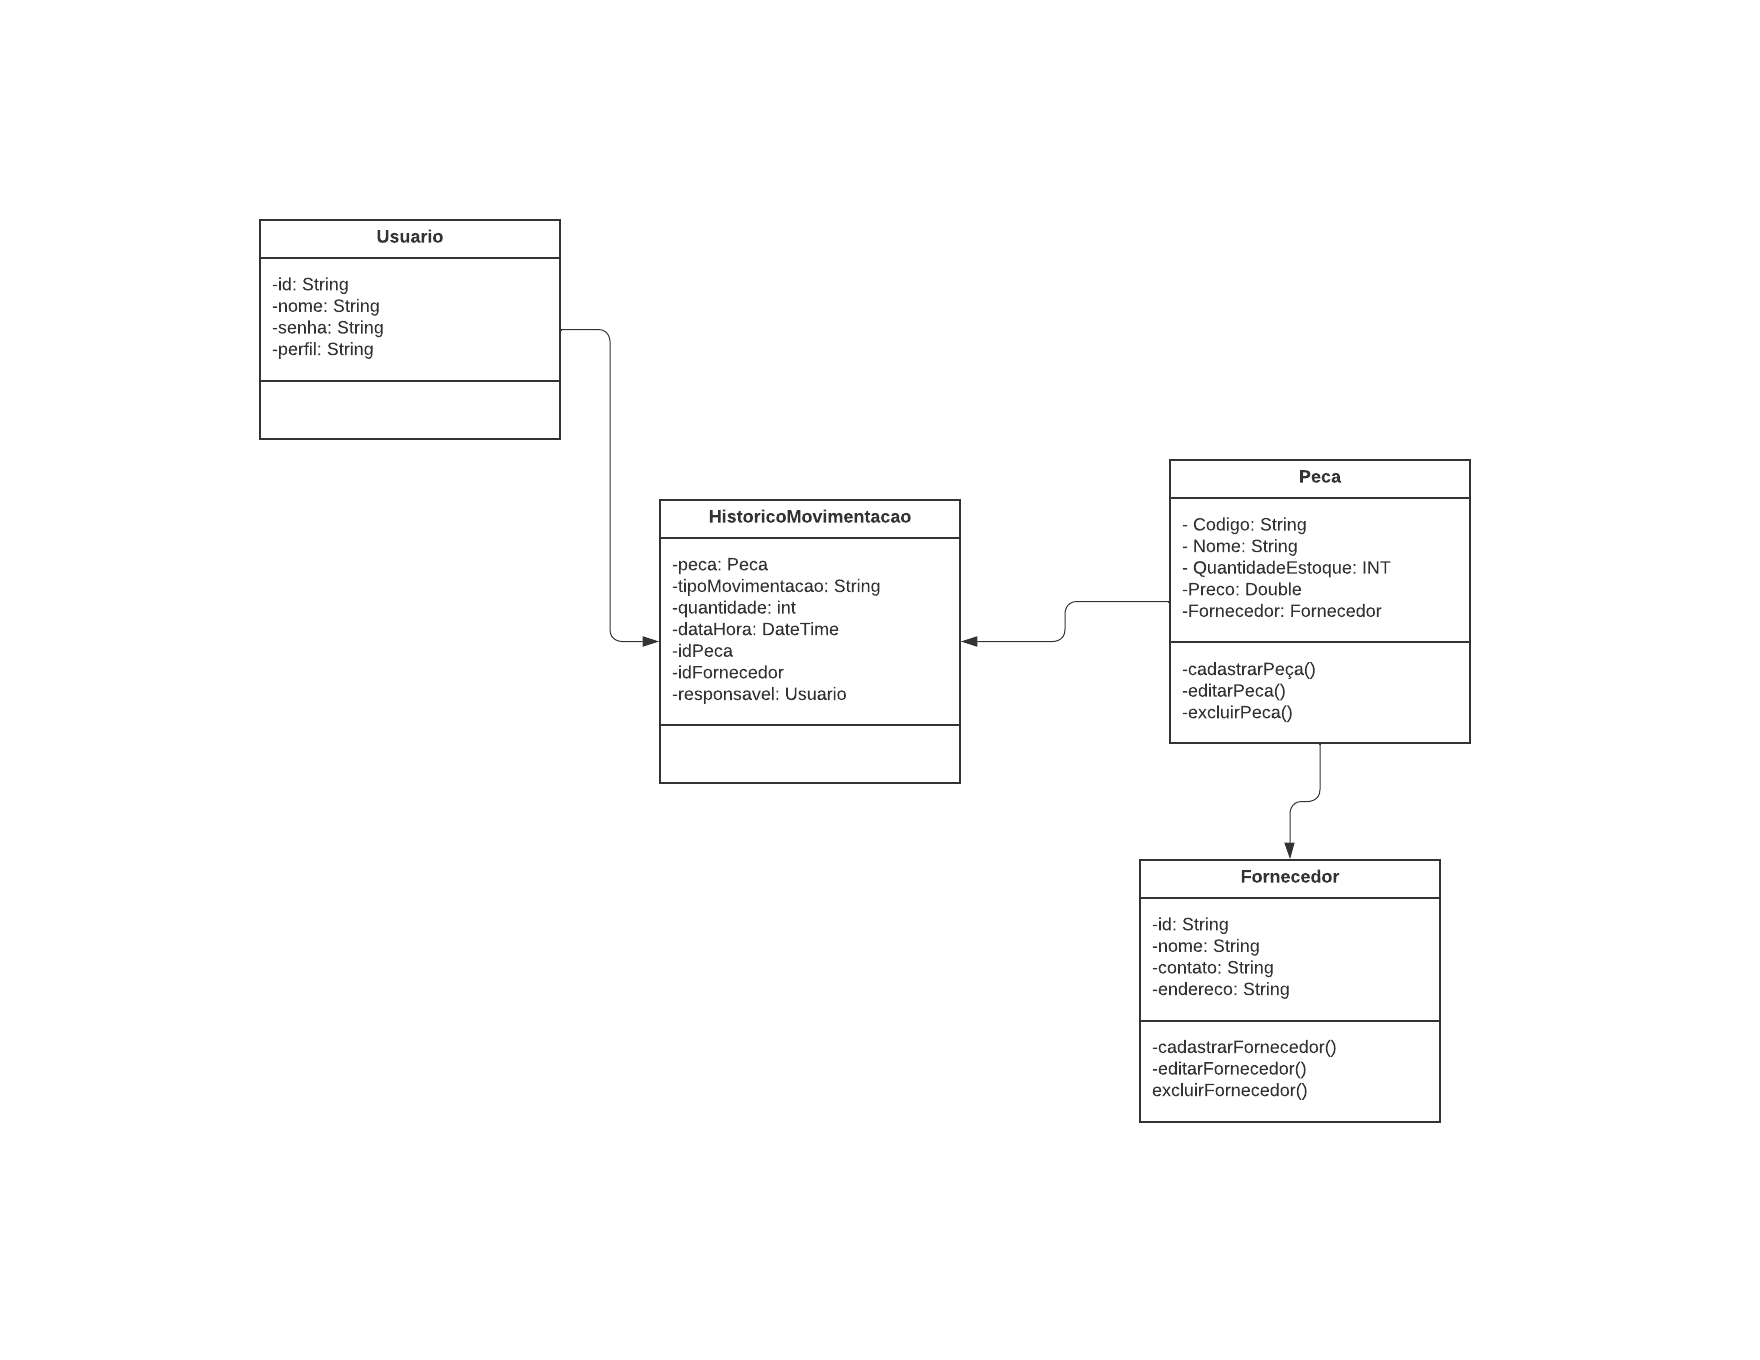 Usuario
-id: String
-nome: String
-senha: String
-perfil: String
HistoricoMovimentacao
-peca: Peca
-tipoMovimentacao: String
-quantidade: int
-dataHora: DateTime
-idPeca
-idFornecedor
-responsavel: Usuario
Peca
- Codigo: String
- Nome: String
- QuantidadeEstoque: INT
-Preco: Double
-Fornecedor: Fornecedor
-cadastrarPeça()
-editarPeca()
-excluirPeca()
Fornecedor
-id: String
-nome: String
-contato: String
-endereco: String
-cadastrarFornecedor()
-editarFornecedor()
excluirFornecedor()